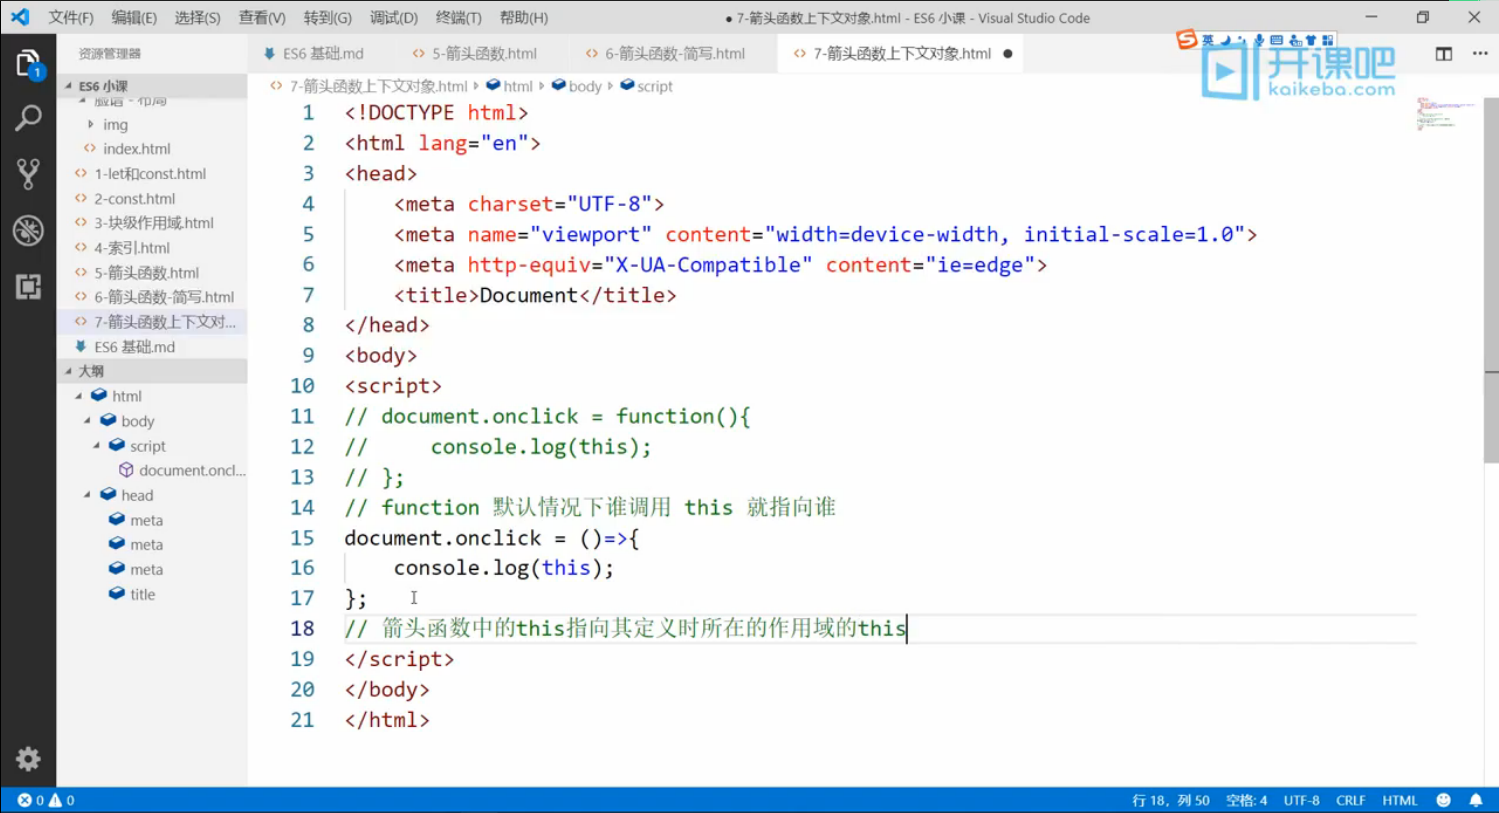 文件(F) 编辑(E) 选择(S) 查看(V) 转到(G) 调试(D) 终端(T) 帮助(H) ● 7-箭头函数上下文对象.html - ES6 小课 - Visual Studio Code
英
资源管理器
ES6 基础.md 5-箭头函数.html 6-箭头函数-简写.html 7-箭头函数上下文对象.html ●
开课吧
kaikeba.com
7-箭头函数上下文对象.html html body script
1
ES6 小课
脸谱 - 布局
img
index.html
1-let和const.html
2-const.html
3-块级作用域.html
4-索引.html
5-箭头函数.html
6-箭头函数-简写.html
7-箭头函数上下文对...
ES6 基础.md
大纲
html
body
script
document.oncl...
head
meta
meta
meta
title
1 <!DOCTYPE html>
2 <html lang="en">
3 <head>
4 <meta charset="UTF-8">
5 <meta name="viewport" content="width=device-width, initial-scale=1.0">
6 <meta http-equiv="X-UA-Compatible" content="ie=edge">
7 <title>Document</title>
8 </head>
9 <body>
10 <script>
11 // document.onclick = function(){
12 // console.log(this);
13 // };
14 // function 默认情况下谁调用 this 就指向谁
15 document.onclick = ()=>{
16 console.log(this);
17 };
18 // 箭头函数中的this指向其定义时所在的作用域的this
19 </script>
20 </body>
21 </html>
0 0 行 18, 列 50 空格: 4 UTF-8 CRLF HTML